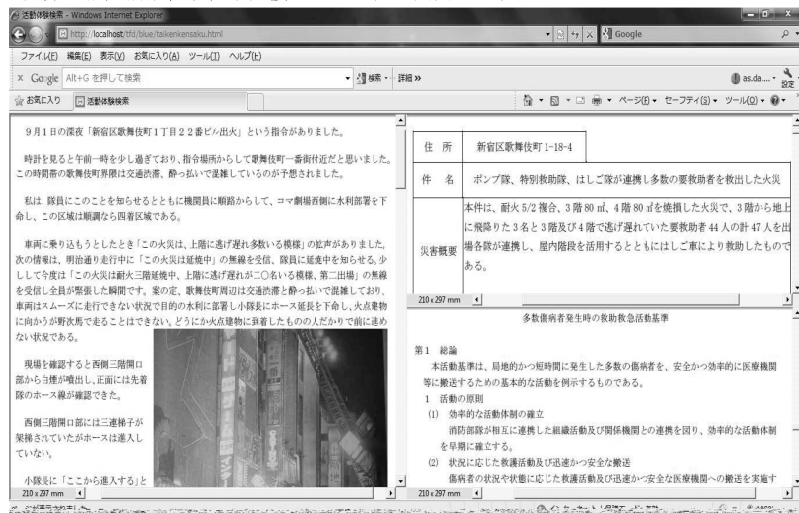 活動体験検索 - Windows Internet Explorer
http://localhost/tfd/blue/taikenkensaku.html
Google
ファイル(F) 編集(E) 表示(V) お気に入り(A) ツール(T) ヘルプ(H)
x Google Alt+G を押して検索 検索 詳細 »
as.da....
設定
お気に入り 活動体験検索
ページ(P) セーフティ(S) ツール(O)
9月1日の深夜「新宿区歌舞伎町1丁目22番ビル出火」という指令がありました。
時計を見ると午前一時を少し過ぎており、指令場所からして歌舞伎町一番街付近だと思いました。
この時間帯の歌舞伎町界隈は交通渋滞、酔っ払いで混雑しているのが予想されました。
私は 隊員にこのことを知らせるとともに機関員に順路からして、コマ劇場西側に水利部署を下
命し、この区域は順調なら四着区域である。
車両に乗り込もうとしたとき「この火災は、上階に逃げ遅れ多数いる模様」の拡声がありました。
次の情報は、明治通り走行中に「この火災は延焼中」の無線を受信、隊員に延焼中を知らせる、少
しして今度は「この火災は耐火三階延焼中、上階に逃げ遅れが二〇名いる模様、第二出場」の無線
を受信し全員が緊張した瞬間です。案の定、歌舞伎町周辺は交通渋滞と酔っ払いで混雑しており、
車両はスムーズに走行できない状況で目的の水利に部署し小隊長にホース延長を下命し、火点建物
に向かうが野次馬で走ることはできない。どうにか火点建物に到着したものの人だかりで前に進め
ない状況である。
現場を確認すると西側三階開口
部から白煙が噴出し、正面には先着
隊のホース線が確認できた。
西側三階開口部には三連梯子が
架梯されていたがホースは進入し
ていない。
小隊長に「ここから進入する」と
210 x 297 mm
住 所 新宿区歌舞伎町 1-18-4
件 名 ポンプ隊、特別救助隊、はしご隊が連携し多数の要救助者を救出した火災
災害概要 本件は、耐火 5/2 複合、3階 80 ㎡、4階 80 ㎡を焼損した火災で、3階から地上
に飛降りた3名と3階及び4階で逃げ遅れていた要救助者44人の計47人を出
場各隊が連携し、屋内階段を活用するとともにはしご車により救助したもので
ある。
210 x 297 mm
多数傷病者発生時の救助救急活動基準
第1 総論
本活動基準は、局地的かつ短時間に発生した多数の傷病者を、安全かつ効率的に医療機関
等に搬送するための基本的な活動を例示するものである。
1 活動の原則
(1) 効率的な活動体制の確立
消防部隊が相互に連携した組織活動及び関係機関との連携を図り、効率的な活動体制
を早期に確立する。
(2) 状況に応じた救護活動及び迅速かつ安全な搬送
傷病者の状況や状態に応じた救護活動及び迅速かつ安全な医療機関への搬送を実施す
210 x 297 mm